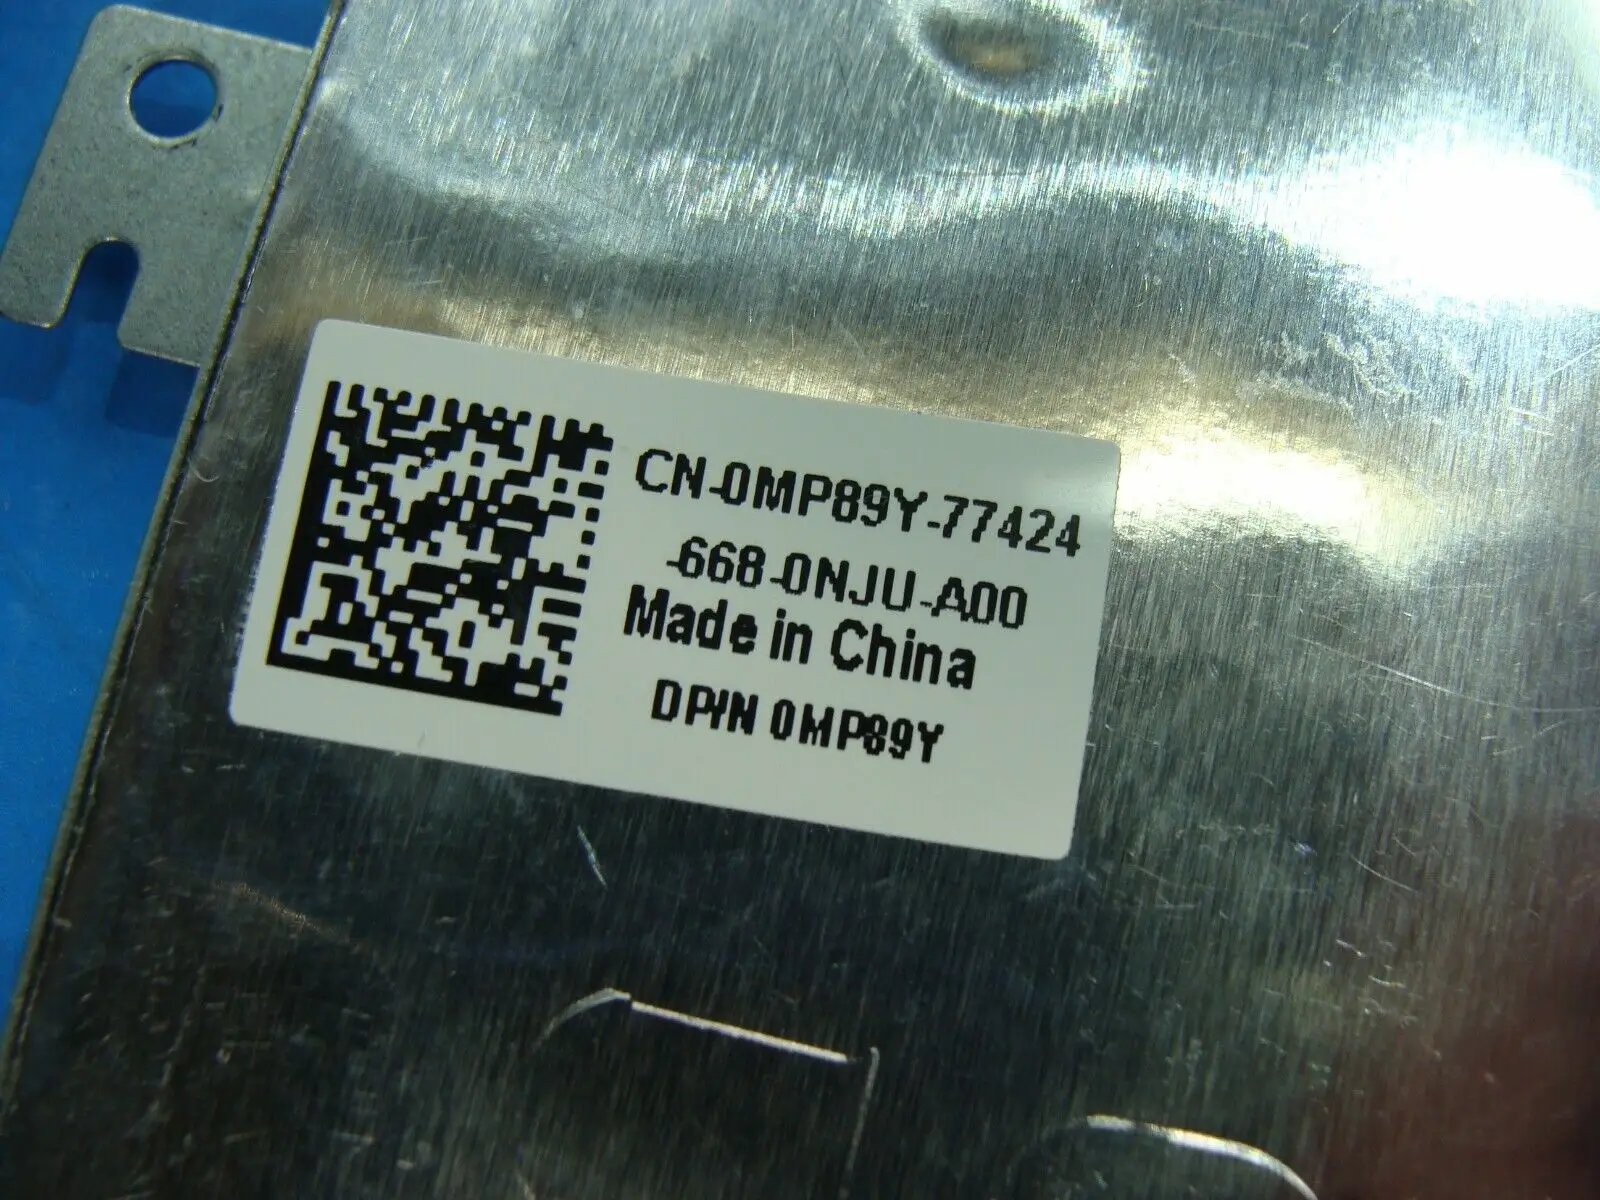 CN-0MP89Y-77424
-668-0NJU-A00
Made in China
DP/N 0MP89Y